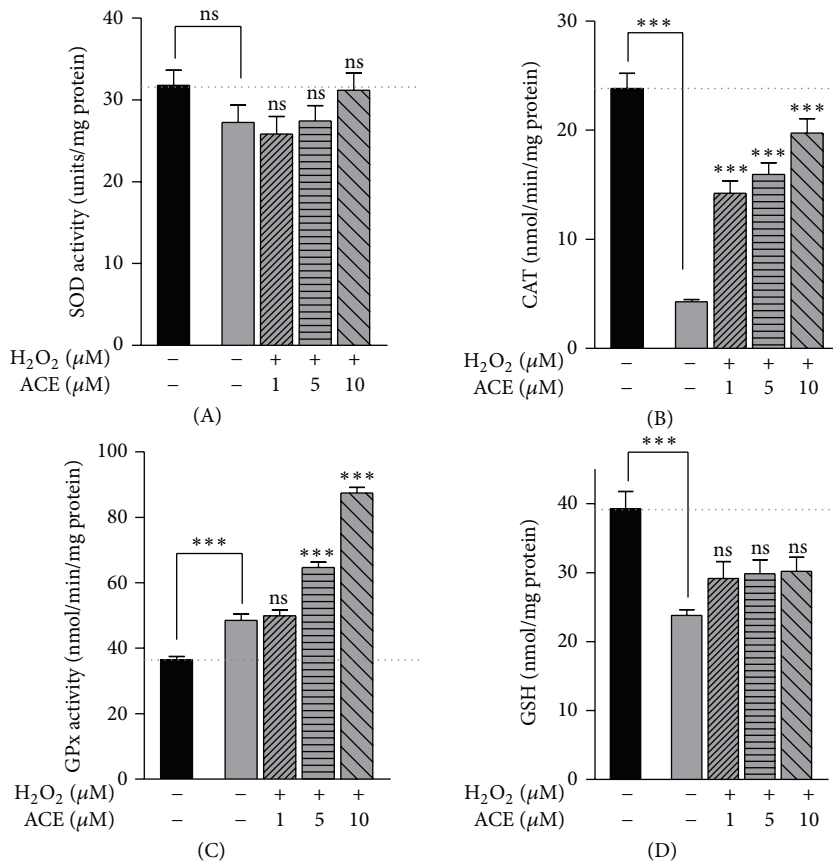 SOD activity (units/mg protein)
40
30
20
10
0
ns
ns
ns
ns
H₂O₂ (μM)
− − + + +
ACE (μM)
− − 1 5 10
(A)
CAT (nmol/min/mg protein)
30
20
10
0
***
***
***
***
H₂O₂ (μM)
− − + + +
ACE (μM)
− − 1 5 10
(B)
GPx activity (nmol/min/mg protein)
100
80
60
40
20
0
***
ns
***
***
H₂O₂ (μM)
− − + + +
ACE (μM)
− − 1 5 10
(C)
GSH (nmol/mg protein)
40
30
20
10
0
***
ns
ns
ns
H₂O₂ (μM)
− − + + +
ACE (μM)
− − 1 5 10
(D)